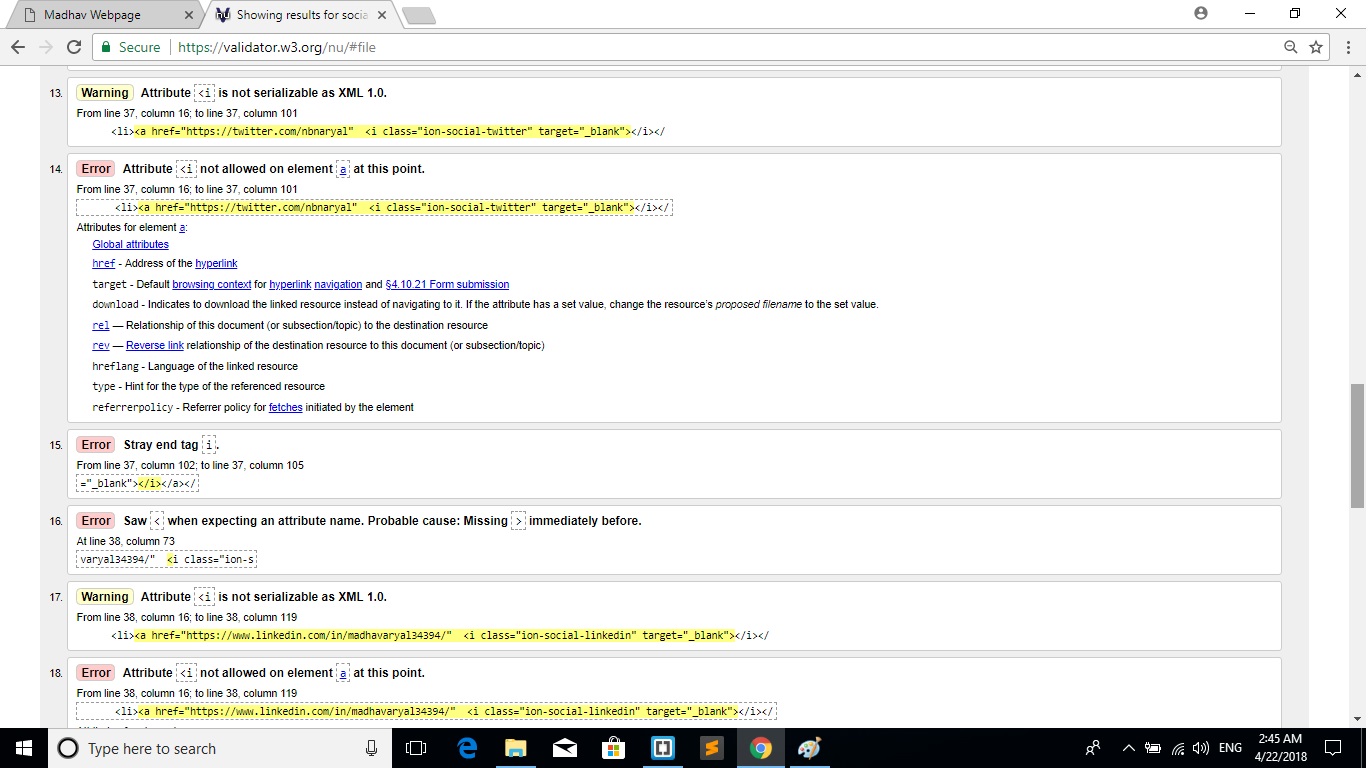 Madhav Webpage
Showing results for socia
Secure
https://validator.w3.org/nu/#file
13. Warning Attribute <i is not serializable as XML 1.0.
From line 37, column 16; to line 37, column 101
<li><a href="https://twitter.com/nbnaryal"  <i class="ion-social-twitter" target="_blank"></i></
14. Error Attribute <i not allowed on element a at this point.
From line 37, column 16; to line 37, column 101
<li><a href="https://twitter.com/nbnaryal"  <i class="ion-social-twitter" target="_blank"></i></
Attributes for element a:
Global attributes
href - Address of the hyperlink
target - Default browsing context for hyperlink navigation and §4.10.21 Form submission
download - Indicates to download the linked resource instead of navigating to it. If the attribute has a set value, change the resource's proposed filename to the set value.
rel — Relationship of this document (or subsection/topic) to the destination resource
rev — Reverse link relationship of the destination resource to this document (or subsection/topic)
hreflang - Language of the linked resource
type - Hint for the type of the referenced resource
referrerpolicy - Referrer policy for fetches initiated by the element
15. Error Stray end tag i.
From line 37, column 102; to line 37, column 105
="_blank"></i></a></
16. Error Saw < when expecting an attribute name. Probable cause: Missing > immediately before.
At line 38, column 73
varyal34394/"  <i class="ion-s
17. Warning Attribute <i is not serializable as XML 1.0.
From line 38, column 16; to line 38, column 119
<li><a href="https://www.linkedin.com/in/madhavaryal34394/"  <i class="ion-social-linkedin" target="_blank"></i></
18. Error Attribute <i not allowed on element a at this point.
From line 38, column 16; to line 38, column 119
<li><a href="https://www.linkedin.com/in/madhavaryal34394/"  <i class="ion-social-linkedin" target="_blank"></i></
Type here to search
ENG
2:45 AM
4/22/2018